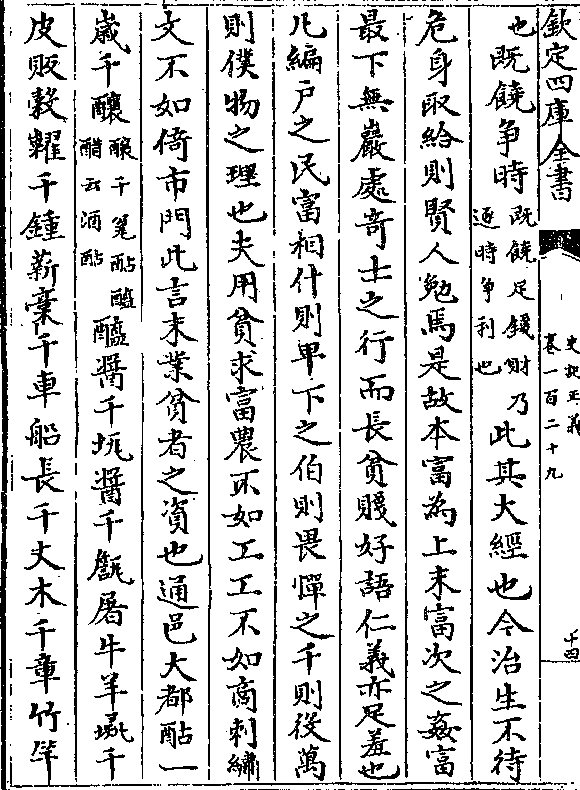 欽定四庫全書
史記正義
卷一百二十九
十四
也既饒争時既饒足錢財乃逐時争利也此其大經也今治生不待
危身取給則賢人勉焉是故本富為上末富次之姦富
最下無巖處奇士之行而長貧賤好語仁義亦足羞也
凡編戶之民富相什則卑下之伯則畏憚之千則役萬
則僕物之理也夫用貧求富農不如工工不如商刺繡
文不如倚市門此言末業貧者之資也通邑大都酤一
歲千釀釀千瓮酤醯醋云酒酤醯醬千瓨醬千甔屠牛羊彘千
皮販穀糶千鍾薪稾千車船長千丈木千章竹竿